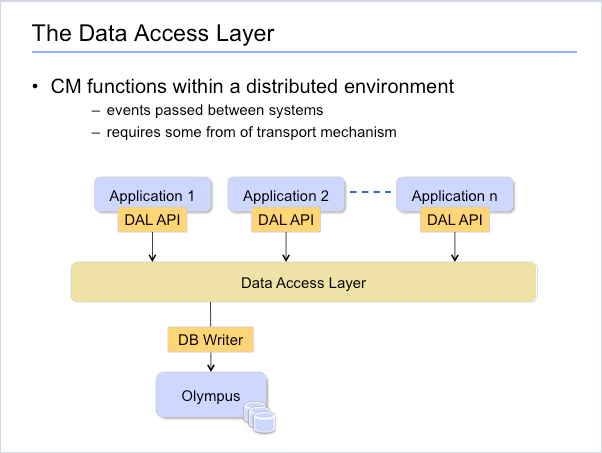 The Data Access Layer
• CM functions within a distributed environment
– events passed between systems
– requires some from of transport mechanism
Application 1 Application 2 Application n
DAL API DAL API DAL API
Data Access Layer
DB Writer
Olympus